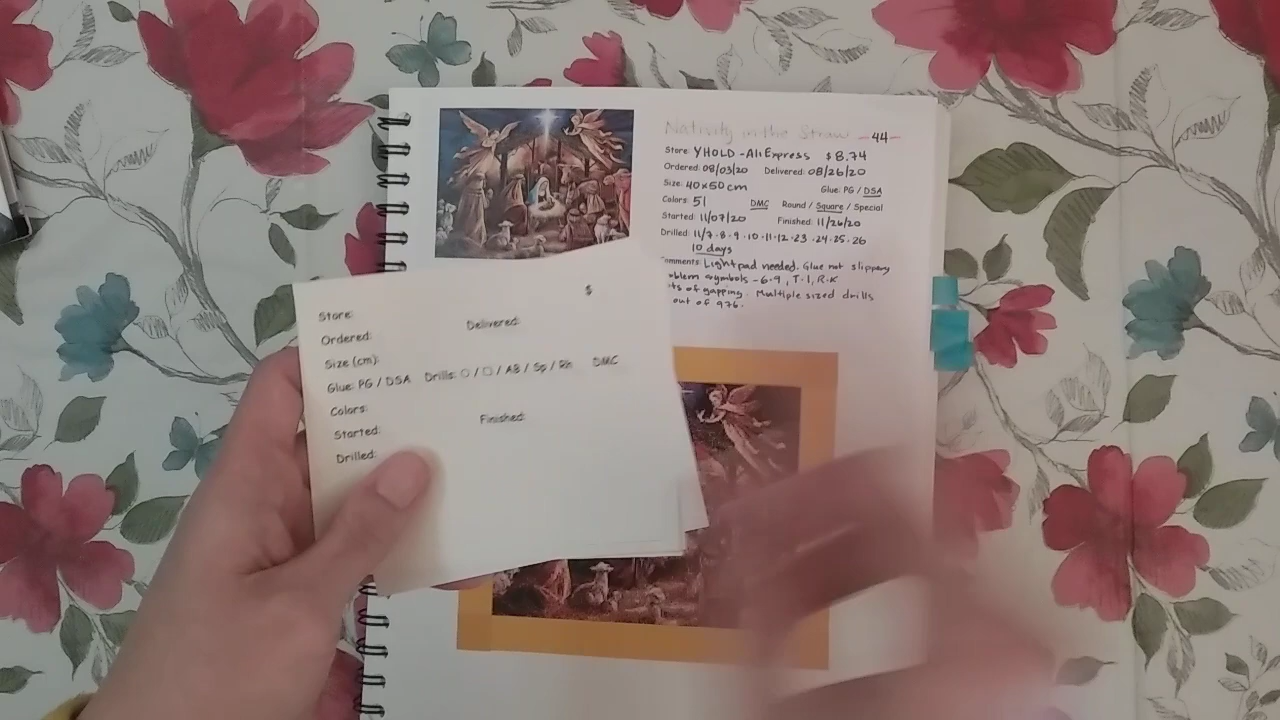 Nativity in the Straw -44-
Store: YHOLD - AliExpress $8.74
Ordered: 08/03/20 Delivered: 08/26/20
Size: 40x50cm Glue: PG / DSA
Colors: 51 DMC Round / Square / Special
Started: 11/07/20 Finished: 11/26/20
Drilled: 11/7 · 8 · 9 · 10 · 11 · 12 · 23 · 24 · 25 · 26
10 days
omments: Light pad needed. Glue not slippery
oblem symbols - 6·9, T·I, R·K
ts of gapping. Multiple sized drills
out of 976.
$
Store:
Ordered: Delivered:
Size (cm):
Glue: PG / DSA Drills: ○ / □ / AB / Sp / Rh DMC
Colors:
Started: Finished:
Drilled: